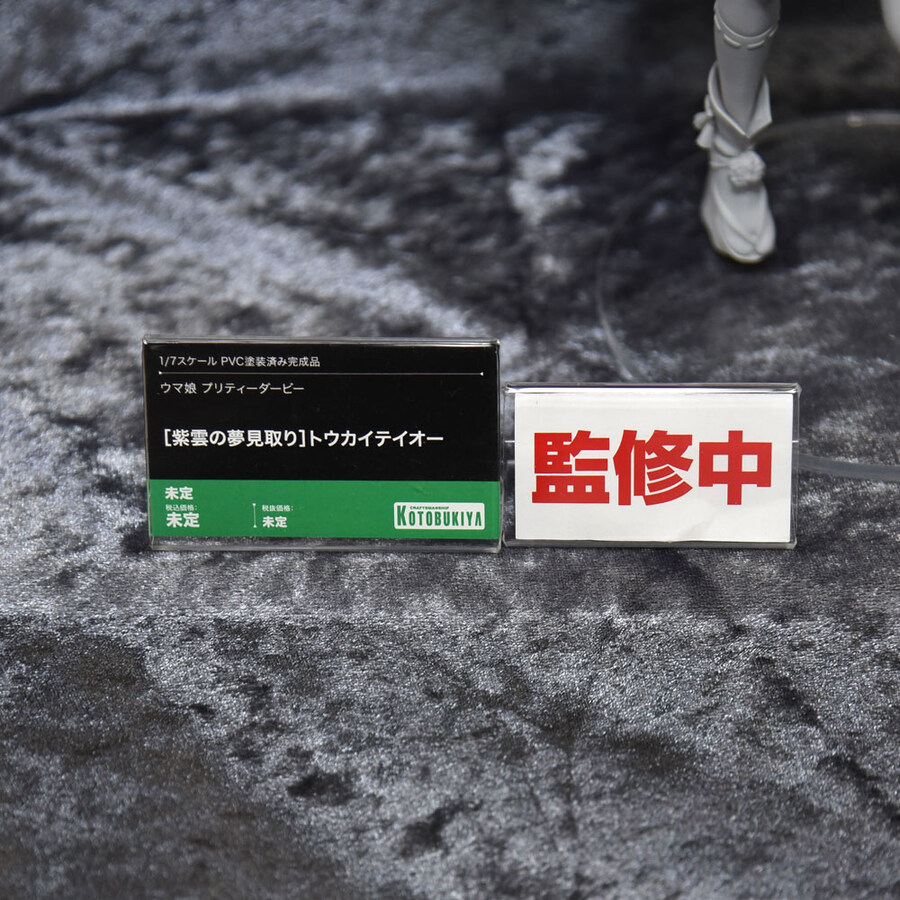 1/7スケール PVC塗装済み完成品
ウマ娘 プリティーダービー
[紫雲の夢見取り]トウカイテイオー
未定
税込価格:
未定
税抜価格:
未定
CRAFTSMANSHIP
KOTOBUKIYA
監修中